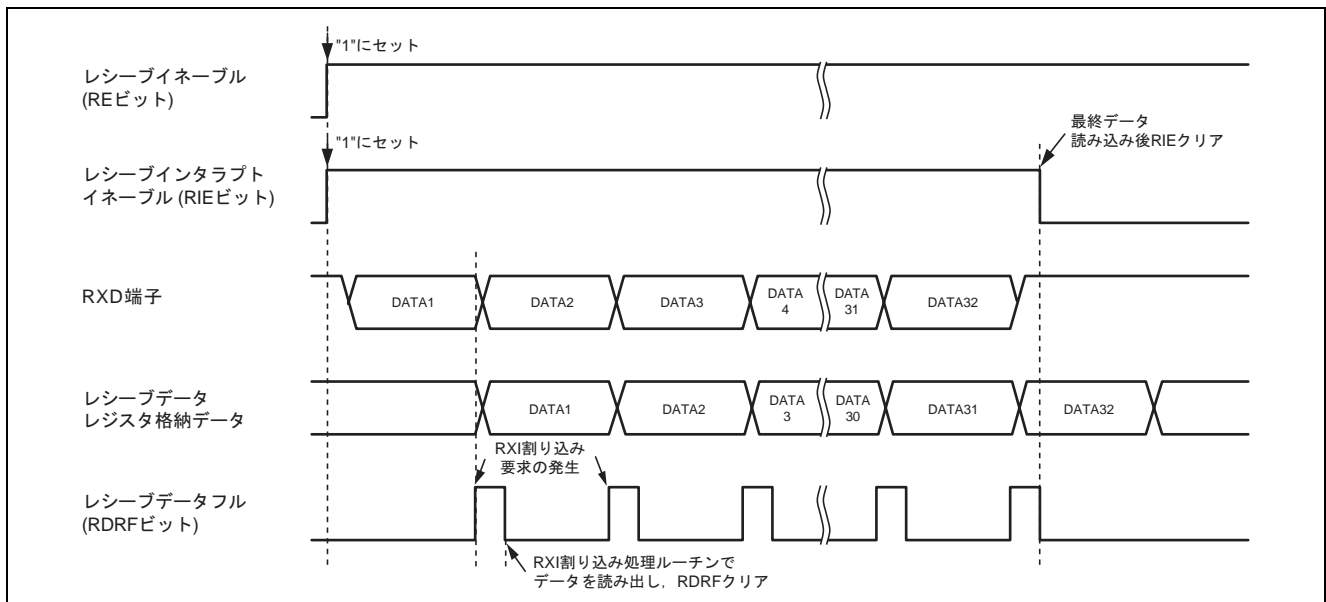 "1"にセット
レシーブイネーブル
(REビット)
"1"にセット
最終データ
読み込み後RIEクリア
レシーブインタラプト
イネーブル (RIEビット)
RXD端子
DATA1
DATA2
DATA3
DATA
4
DATA
31
DATA32
レシーブデータ
レジスタ格納データ
DATA1
DATA2
DATA
3
DATA
30
DATA31
DATA32
RXI割り込み
要求の発生
レシーブデータフル
(RDRFビット)
RXI割り込み処理ルーチンで
データを読み出し，RDRFクリア